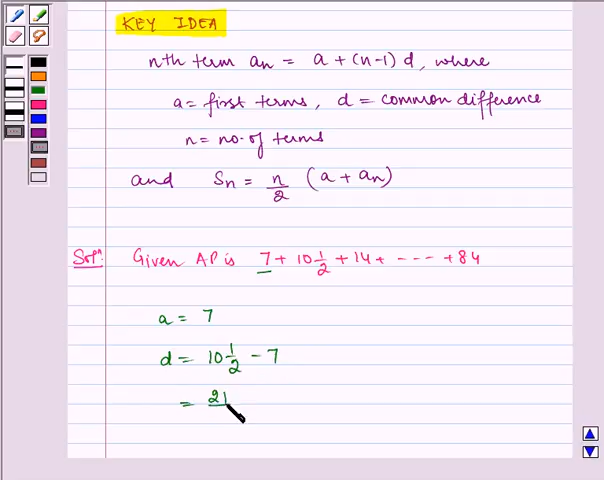 KEY IDEA
nth term an = a + (n-1) d, where
a = first terms, d = common difference
n = no. of terms
and Sn = n/2 (a + an)
Solⁿ. Given AP is 7 + 10 1/2 + 14 + ---- + 84
a = 7
d = 10 1/2 - 7
= 21